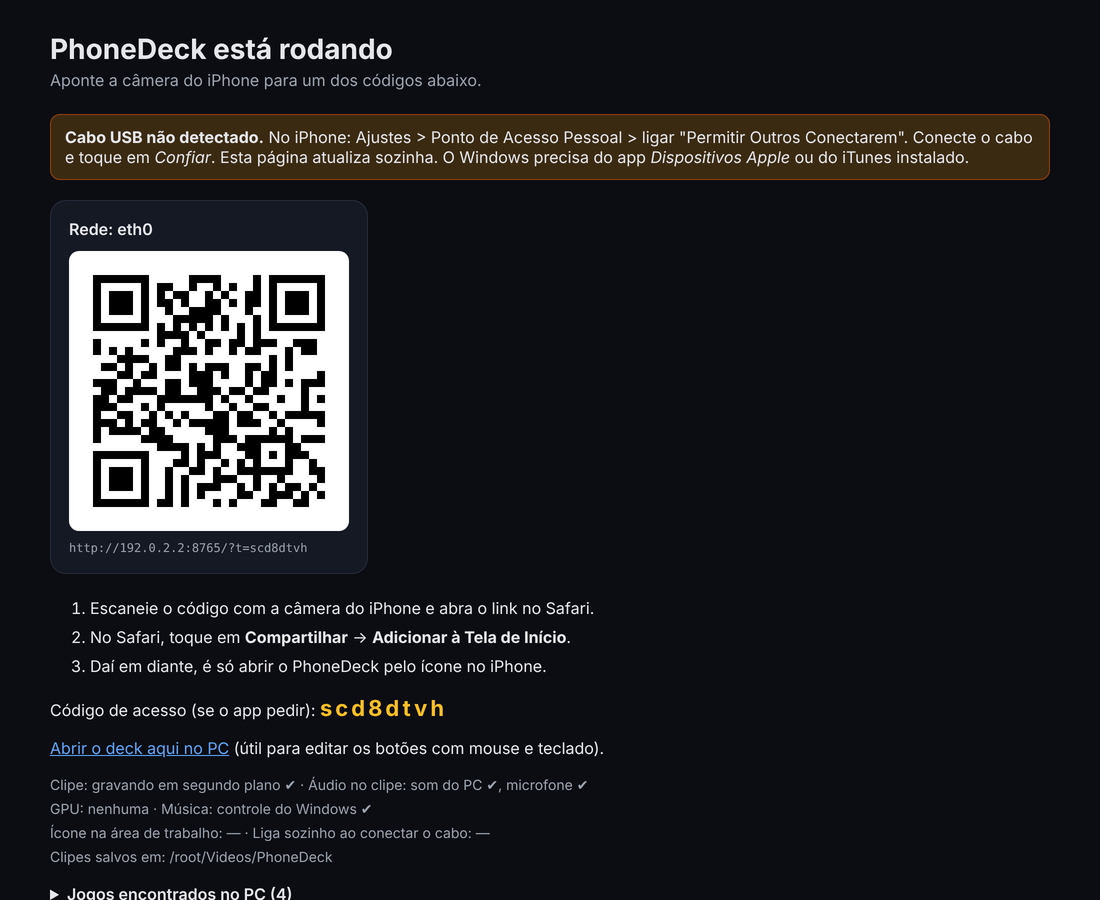 PhoneDeck está rodando
Aponte a câmera do iPhone para um dos códigos abaixo.
Cabo USB não detectado. No iPhone: Ajustes > Ponto de Acesso Pessoal > ligar "Permitir Outros Conectarem". Conecte o cabo
e toque em Confiar. Esta página atualiza sozinha. O Windows precisa do app Dispositivos Apple ou do iTunes instalado.
Rede: eth0
http://192.0.2.2:8765/?t=scd8dtvh
1. Escaneie o código com a câmera do iPhone e abra o link no Safari.
2. No Safari, toque em Compartilhar → Adicionar à Tela de Início.
3. Daí em diante, é só abrir o PhoneDeck pelo ícone no iPhone.
Código de acesso (se o app pedir): scd8dtvh
Abrir o deck aqui no PC (útil para editar os botões com mouse e teclado).
Clipe: gravando em segundo plano ✔ · Áudio no clipe: som do PC ✔, microfone ✔
GPU: nenhuma · Música: controle do Windows ✔
Ícone na área de trabalho: — · Liga sozinho ao conectar o cabo: —
Clipes salvos em: /root/Videos/PhoneDeck
▶ Jogos encontrados no PC (4)